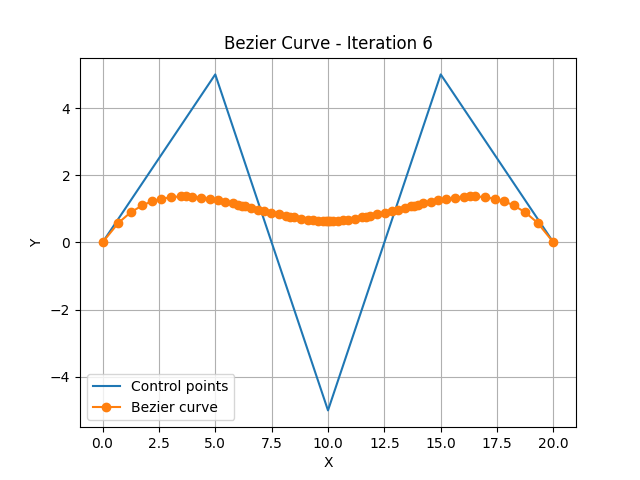 Bezier Curve - Iteration 6
Y
4
2
0
−2
−4
Control points
Bezier curve
0.0 2.5 5.0 7.5 10.0 12.5 15.0 17.5 20.0
X